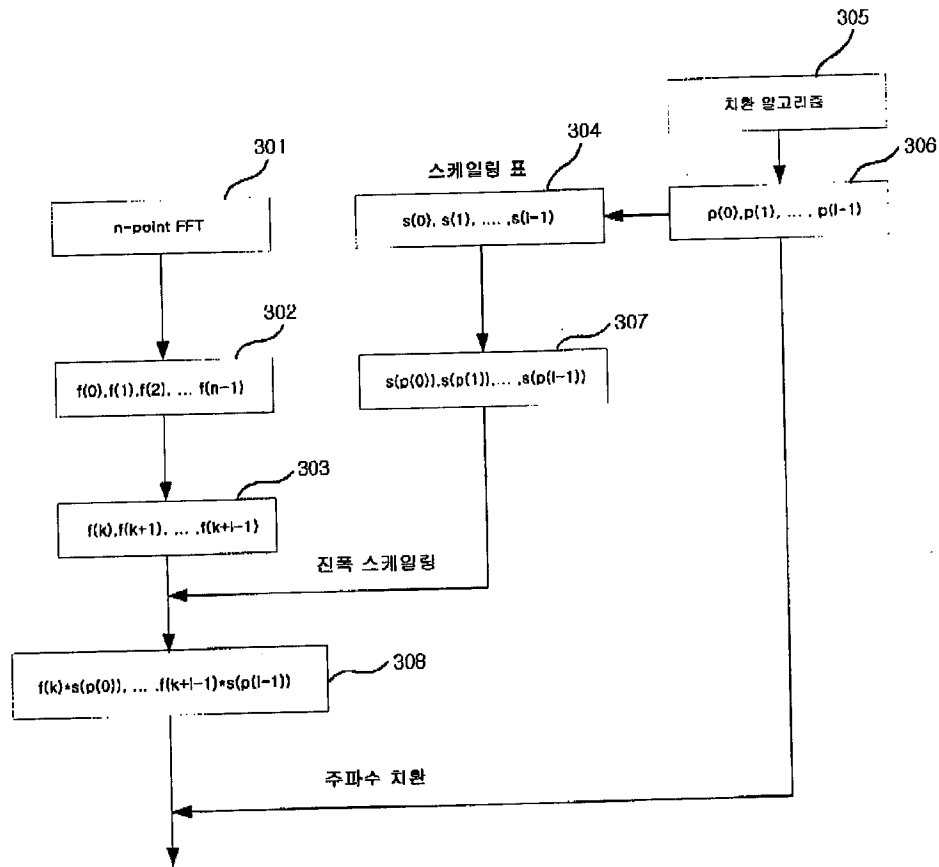 305
치환 알고리즘
304
306
301
스케일링 표
n-point FFT
s(0), s(1), .... ,s(l-1)
p(0),p(1), ... , p(l-1)
302
307
f(0),f(1),f(2), ... f(n-1)
s(p(0)),s(p(1)),... ,s(p(l-1))
303
f(k),f(k+1), ... ,f(k+l-1)
진폭 스케일링
308
f(k)*s(p(0)), ... ,f(k+l-1)*s(p(l-1))
주파수 치환